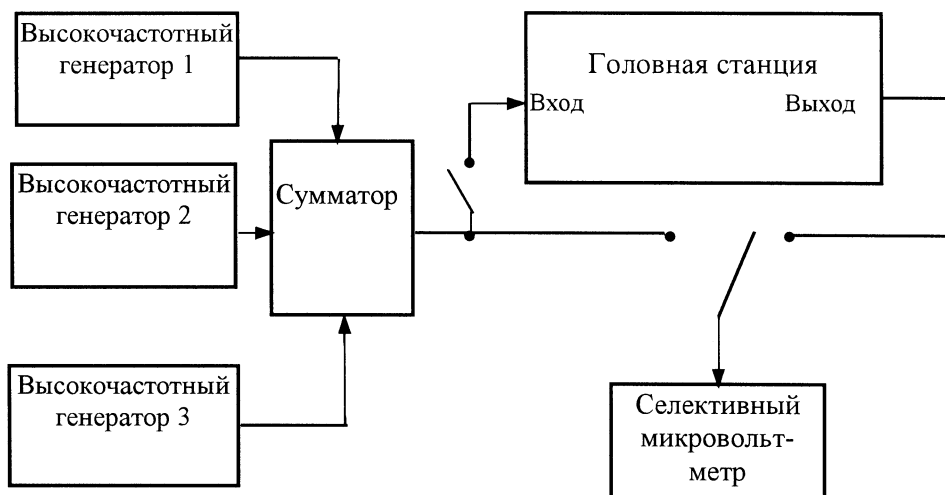 Высокочастотный
генератор 1
Высокочастотный
генератор 2
Высокочастотный
генератор 3
Сумматор
Головная станция
Вход
Выход
Селективный
микровольт-
метр